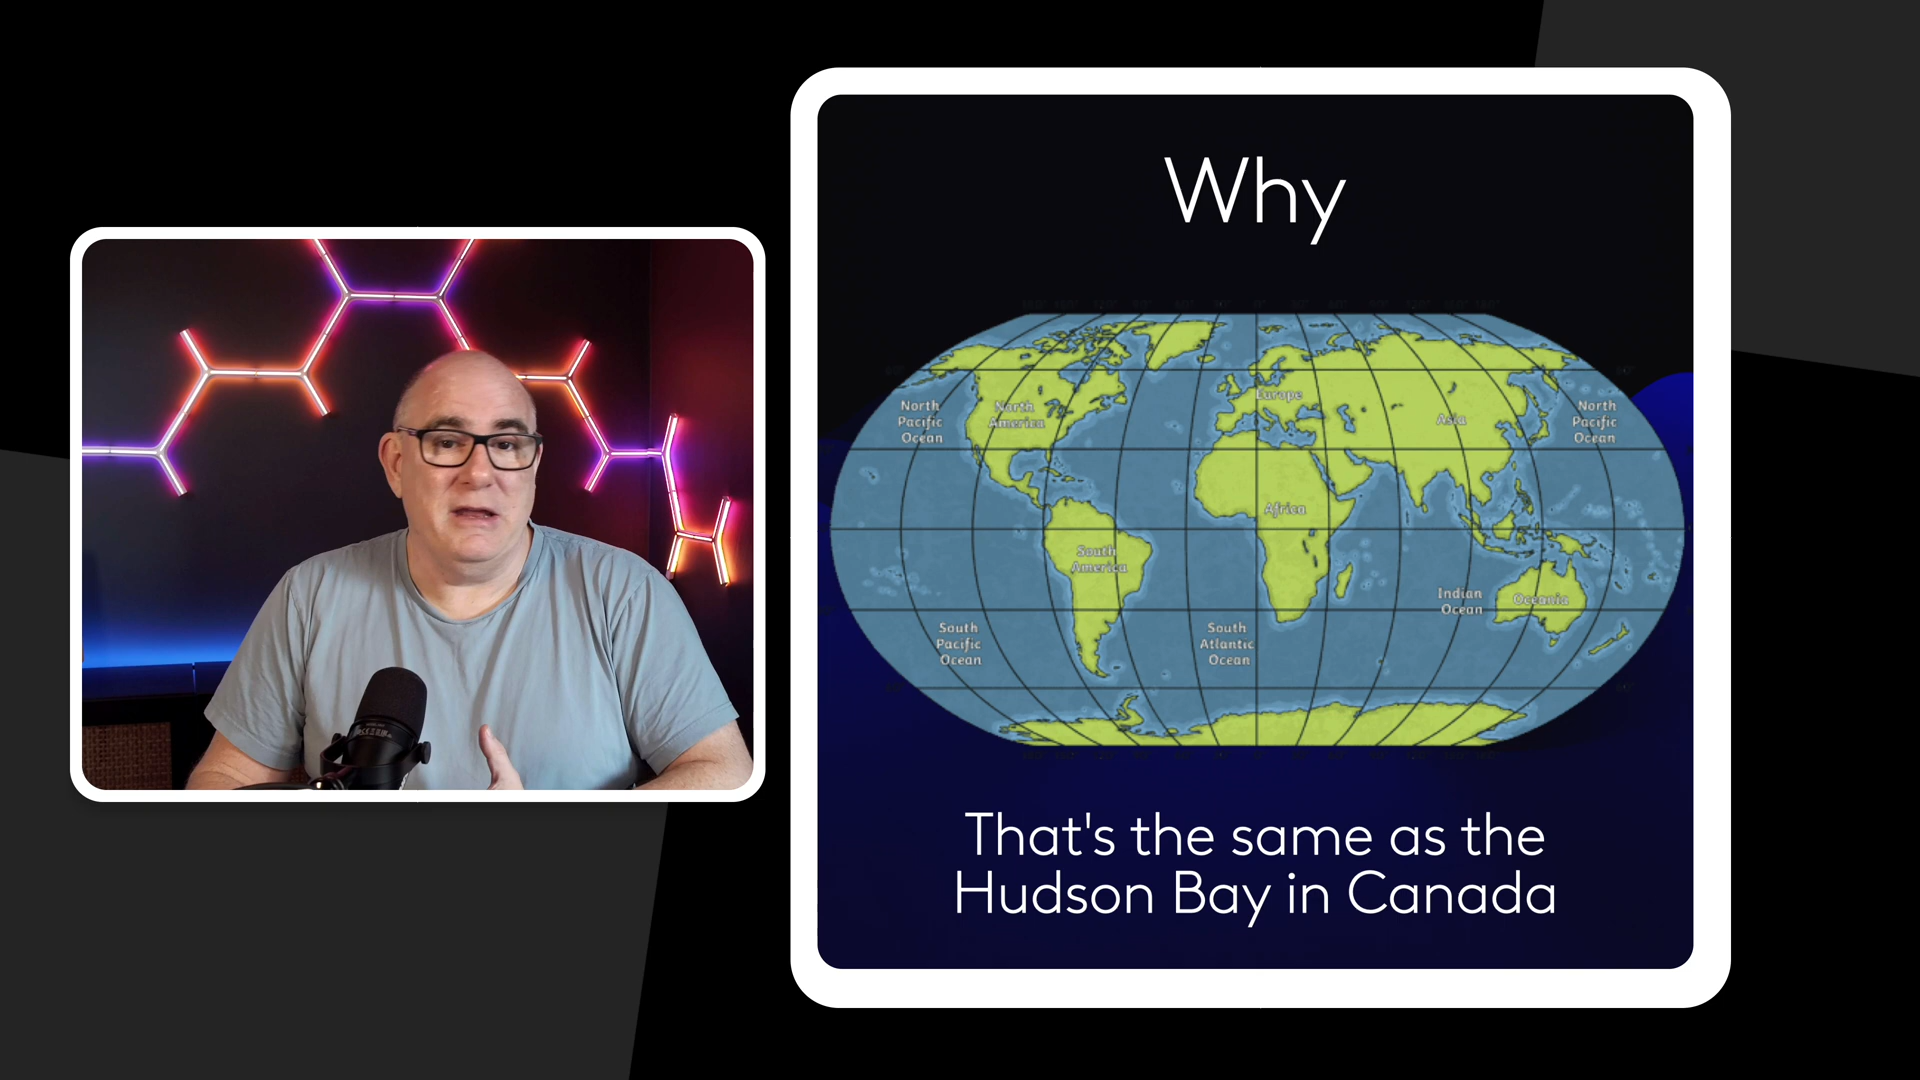 Why
North
Pacific
Ocean
North
America
Europe
Asia
North
Pacific
Ocean
Africa
South
America
Indian
Ocean
Oceania
South
Pacific
Ocean
South
Atlantic
Ocean
That's the same as the
Hudson Bay in Canada